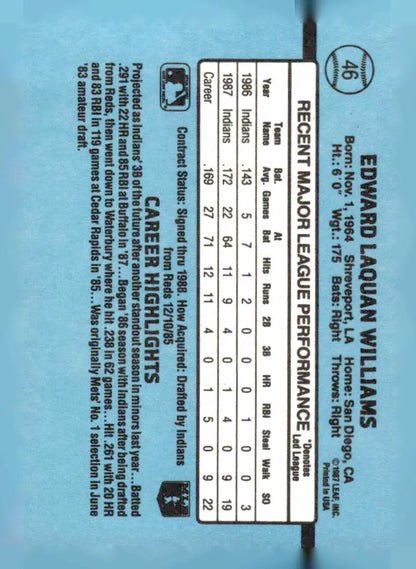 46
EDWARD LAQUAN WILLIAMS
Born: Nov. 1, 1964 Shreveport, LA Home: San Diego, CA
Ht.: 6'0" Wgt.: 175 Bats: Right Throws: Right
©1987 LEAF, INC.
Printed in USA
RECENT MAJOR LEAGUE PERFORMANCE
*Denotes
Led League
Year Team Name Bat. Avg. Games At Bat Hits Runs 2B 3B HR RBI Steal Walk SO
1986 Indians .143 5 7 1 2 0 0 0 1 0 0 3
1987 Indians .172 22 64 11 9 4 0 1 4 0 9 19
Career .169 27 71 12 11 4 0 1 5 0 9 22
Contract Status: Signed thru 1988. How Acquired: Drafted by Indians
from Reds 12/10/85
CAREER HIGHLIGHTS
Projected as Indians' 3B of the future after another standout season in minors last year...Batted
.291 with 22 HR and 85 RBI at Buffalo in '87...Began '86 season with Indians after being drafted
from Reds, then went down to Waterbury where he hit .238 in 62 games...Hit .261 with 20 HR
and 83 RBI in 119 games at Cedar Rapids in '85...Was originally Mets' No. 1 selection in June
'83 amateur draft.